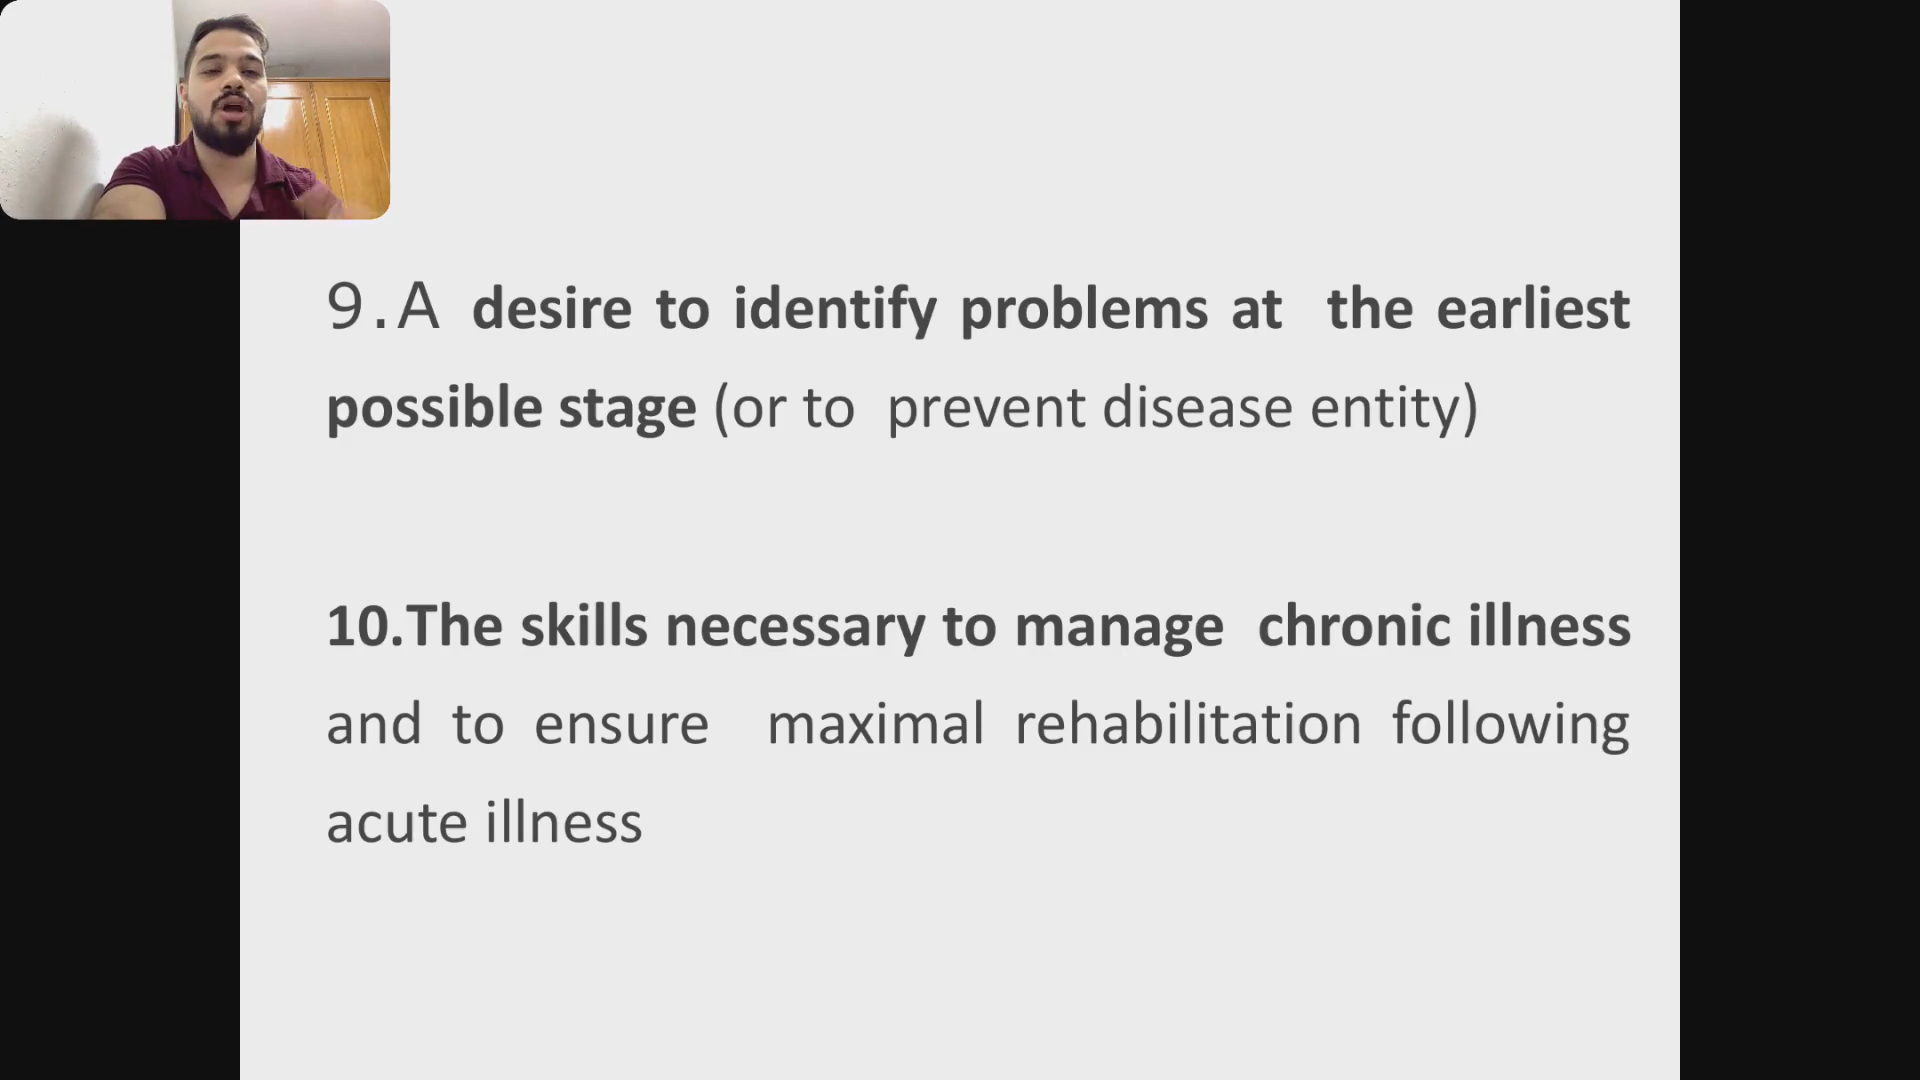 9.A desire to identify problems at the earliest
possible stage (or to prevent disease entity)
10.The skills necessary to manage chronic illness
and to ensure maximal rehabilitation following
acute illness